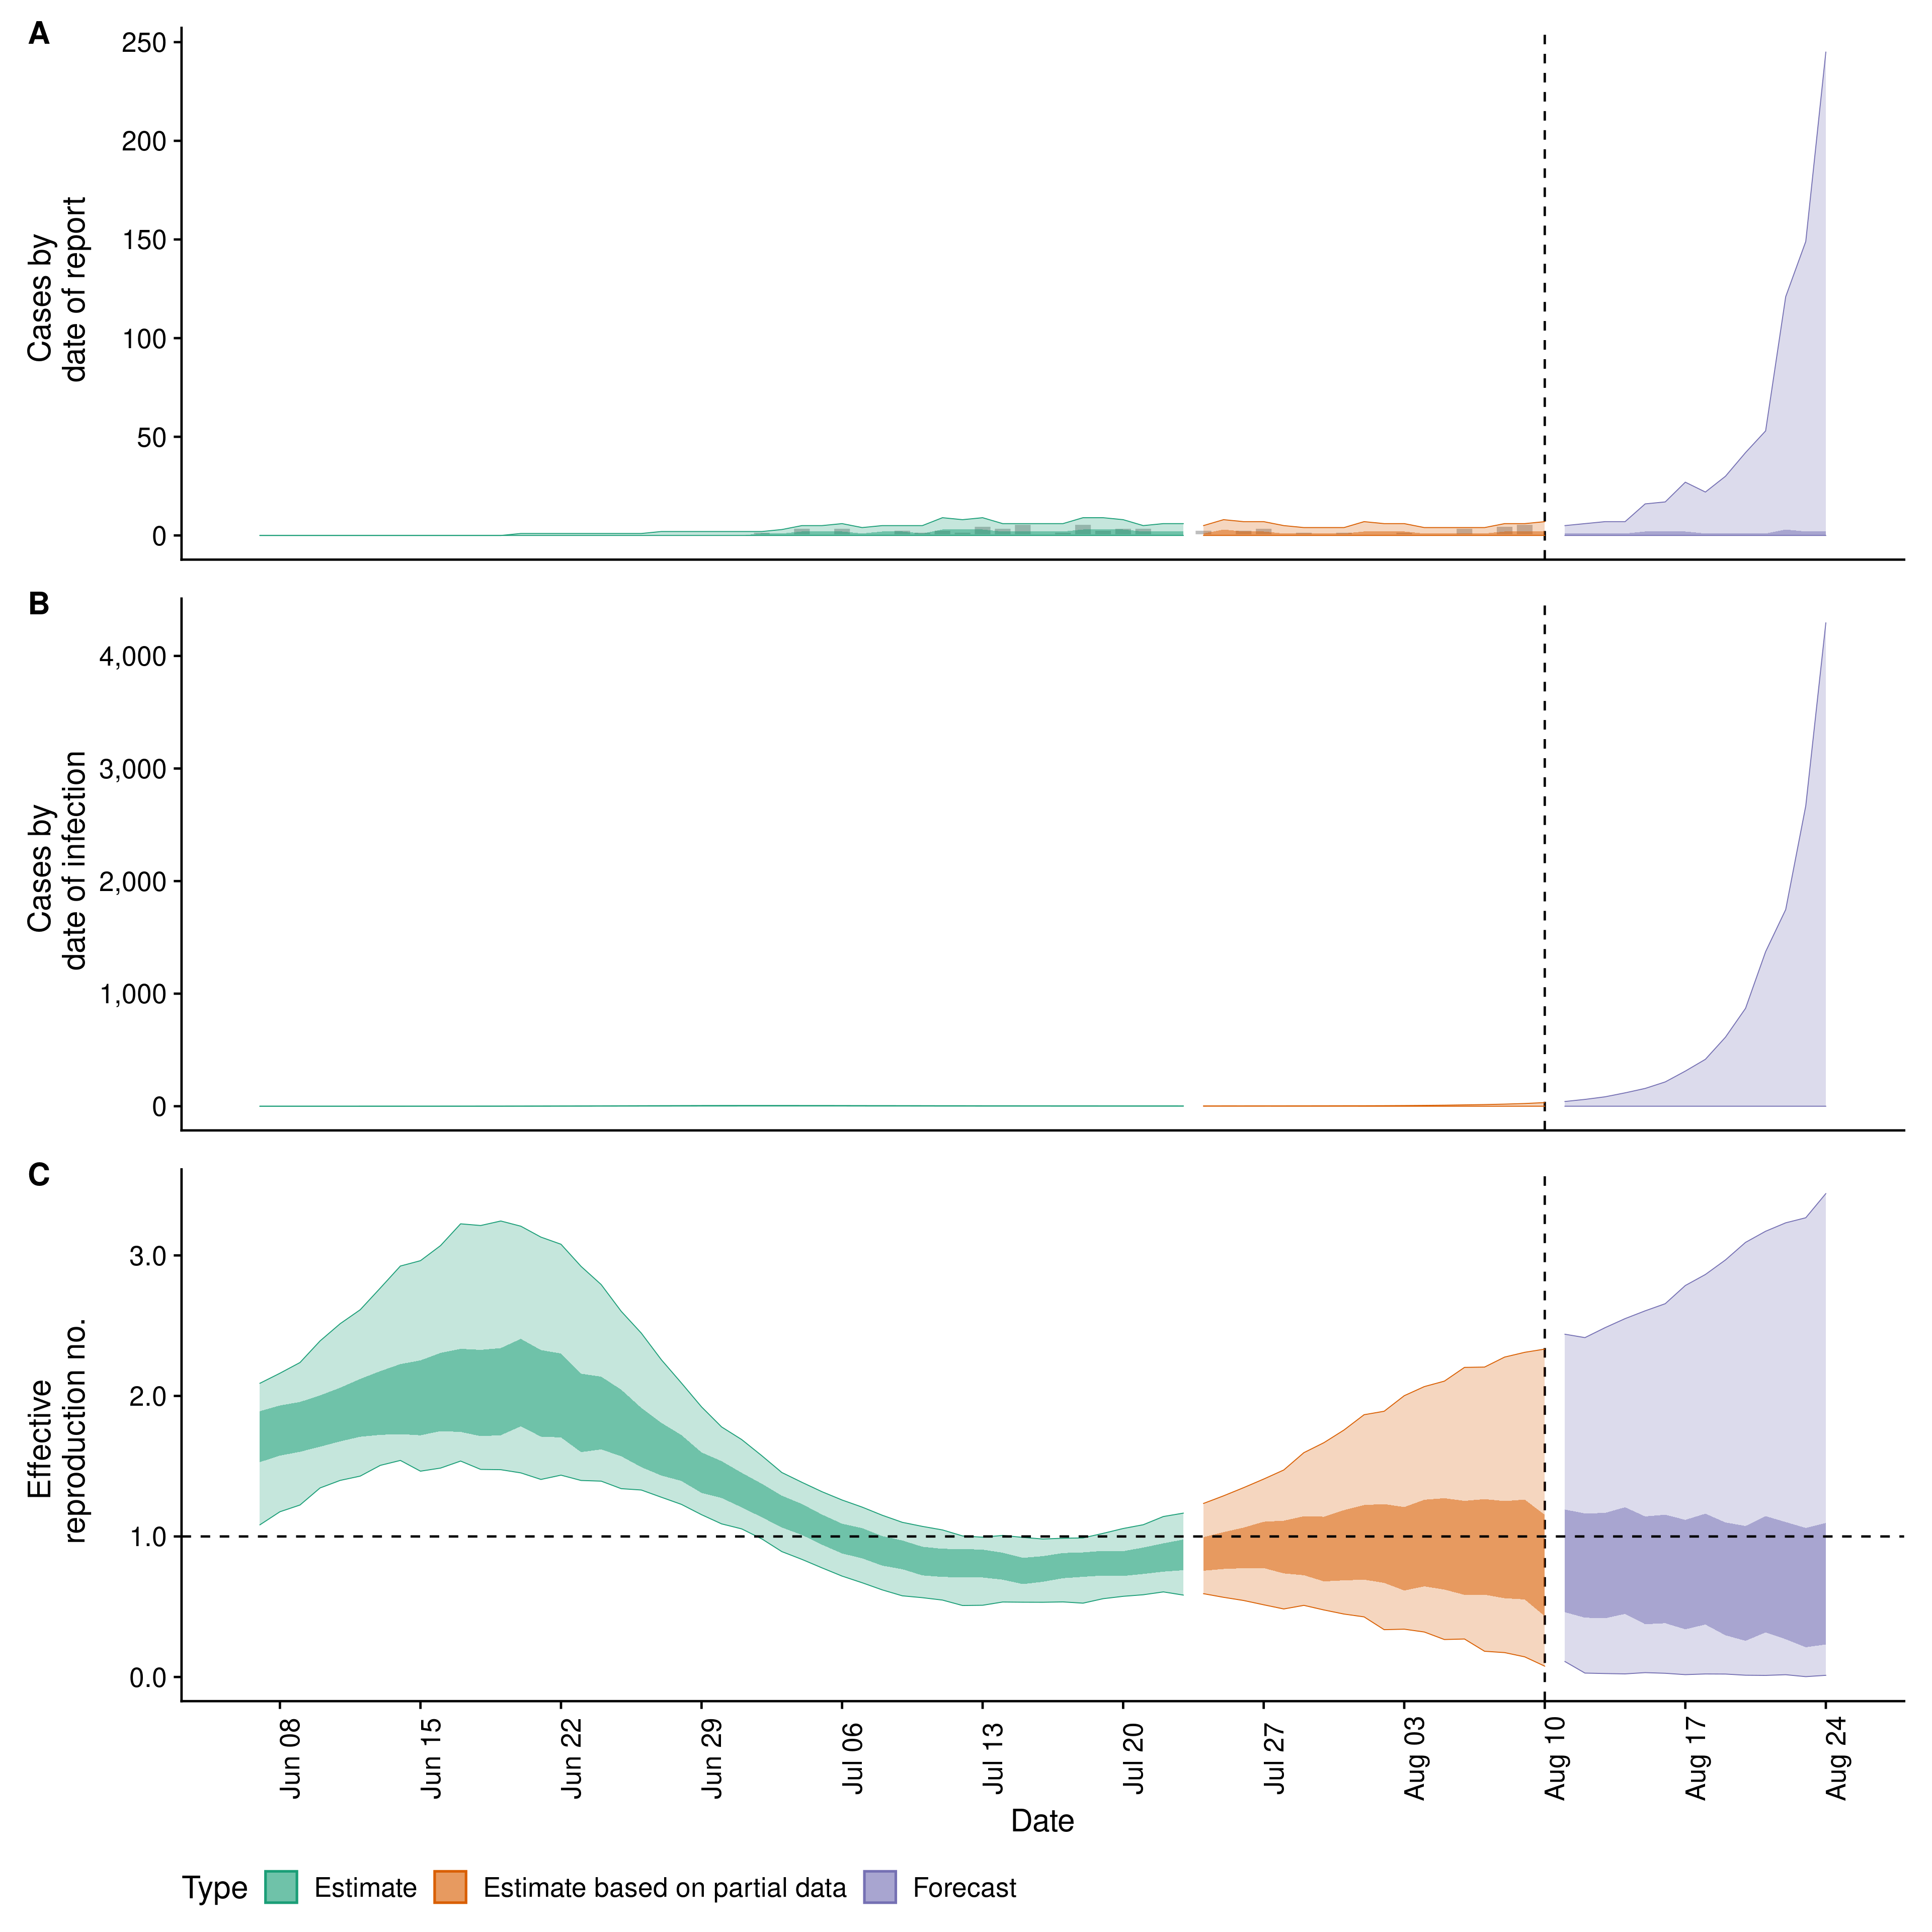 A
250
200
150
100
50
0
Cases by
date of report
B
4,000
3,000
2,000
1,000
0
Cases by
date of infection
C
3.0
2.0
1.0
0.0
Effective
reproduction no.
Jun 08
Jun 15
Jun 22
Jun 29
Jul 06
Jul 13
Jul 20
Jul 27
Aug 03
Aug 10
Aug 17
Aug 24
Date
Type Estimate Estimate based on partial data Forecast